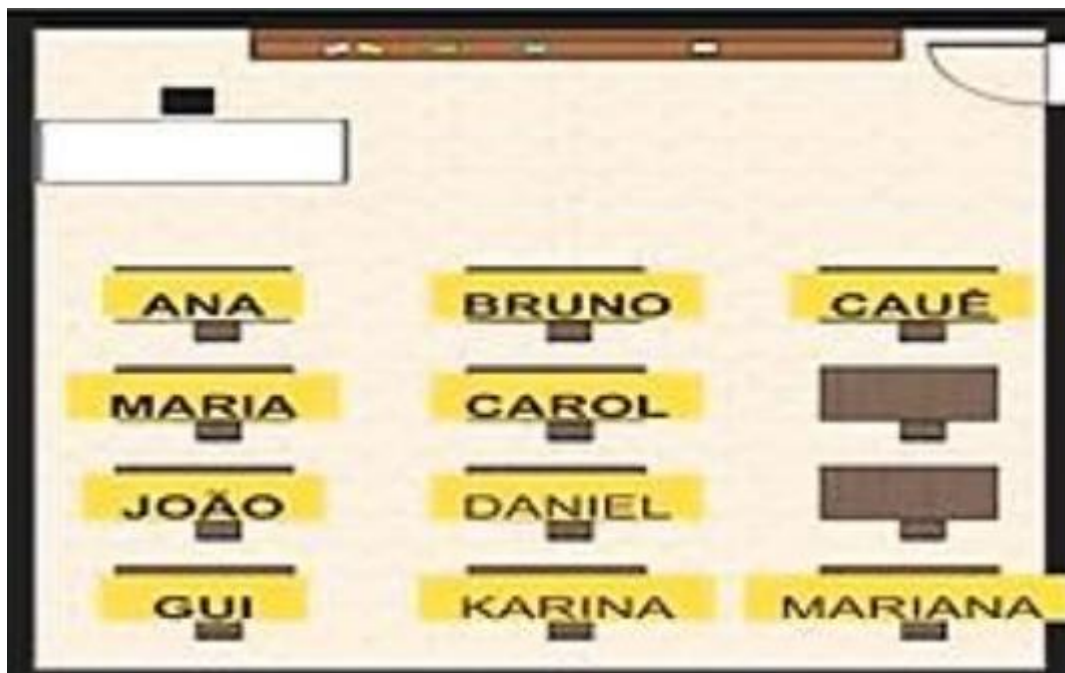 ANA BRUNO CAUÊ
MARIA CAROL
JOÃO DANIEL
GUI KARINA MARIANA